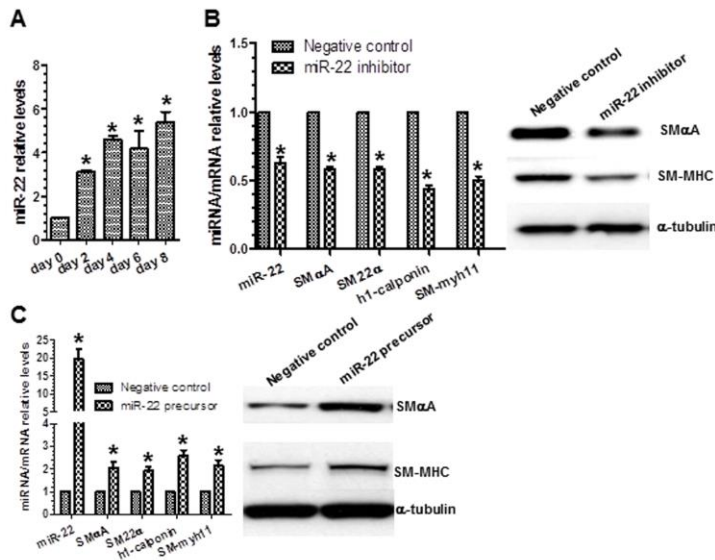 A
miR-22 relative levels
8
6
4
2
0
day 0
day 2
day 4
day 6
day 8
* * * *
B
miRNA/mRNA relative levels
1.5
1.0
0.5
0.0
Negative control
miR-22 inhibitor
* * * * *
miR-22
SMαA
SM22α
h1-calponin
SM-myh11
Negative control
miR-22 inhibitor
SMαA
SM-MHC
α-tubulin
C
miRNA/mRNA relative levels
25
20
15
10
5
4
3
2
1
0
Negative control
miR-22 precursor
* * * * *
miR-22
SMαA
SM22α
h1-calponin
SM-myh11
Negative control
miR-22 precursor
SMαA
SM-MHC
α-tubulin